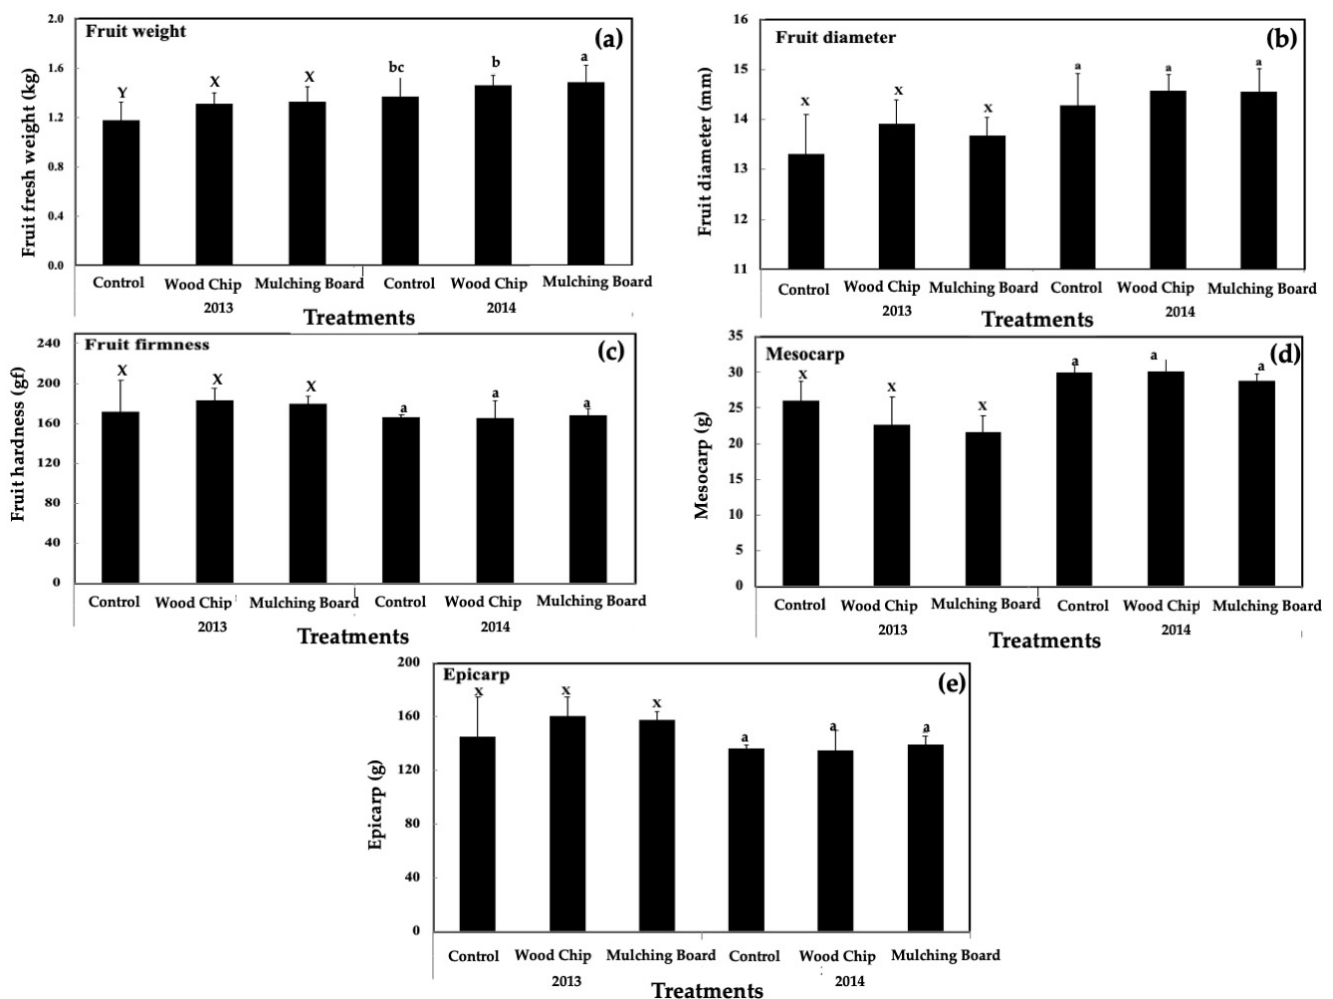 Fruit weight
(a)
Fruit fresh weight (kg)
2.0
1.6
1.2
0.8
0.4
0.0
Y
X
X
bc
b
a
Control
Wood Chip
Mulching Board
Control
Wood Chip
Mulching Board
2013
2014
Treatments
Fruit diameter
(b)
Fruit diameter (mm)
16
15
14
13
12
11
x
x
x
a
a
a
Control
Wood Chip
Mulching Board
Control
Wood Chip
Mulching Board
2013
2014
Treatments
Fruit firmness
(c)
Fruit hardness (gf)
240
200
160
120
80
40
0
X
X
X
a
a
a
Control
Wood Chip
Mulching Board
Control
Wood Chip
Mulching Board
2013
2014
Treatments
Mesocarp
(d)
Mesocarp (g)
35
30
25
20
15
10
5
0
x
x
x
a
a
a
Control
Wood Chip
Mulching Board
Control
Wood Chip
Mulching Board
2013
2014
Treatments
Epicarp
(e)
Epicarp (g)
200
160
120
80
40
0
x
x
x
a
a
a
Control
Wood Chip
Mulching Board
Control
Wood Chip
Mulching Board
2013
2014
Treatments